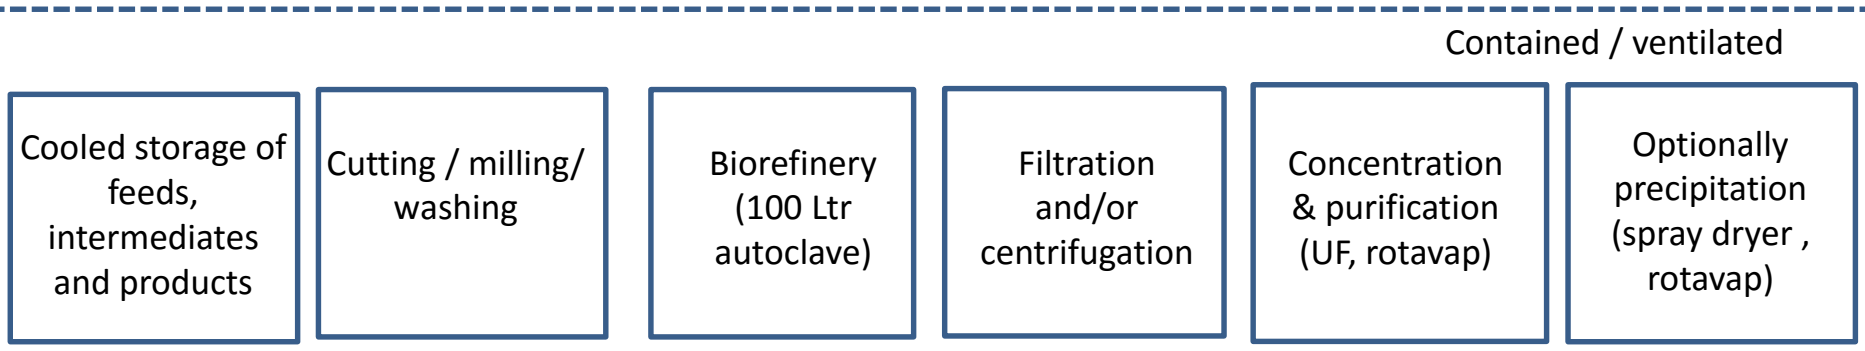 Contained / ventilated
Cooled storage of
feeds,
intermediates
and products
Cutting / milling/
washing
Biorefinery
(100 Ltr
autoclave)
Filtration
and/or
centrifugation
Concentration
& purification
(UF, rotavap)
Optionally
precipitation
(spray dryer ,
rotavap)